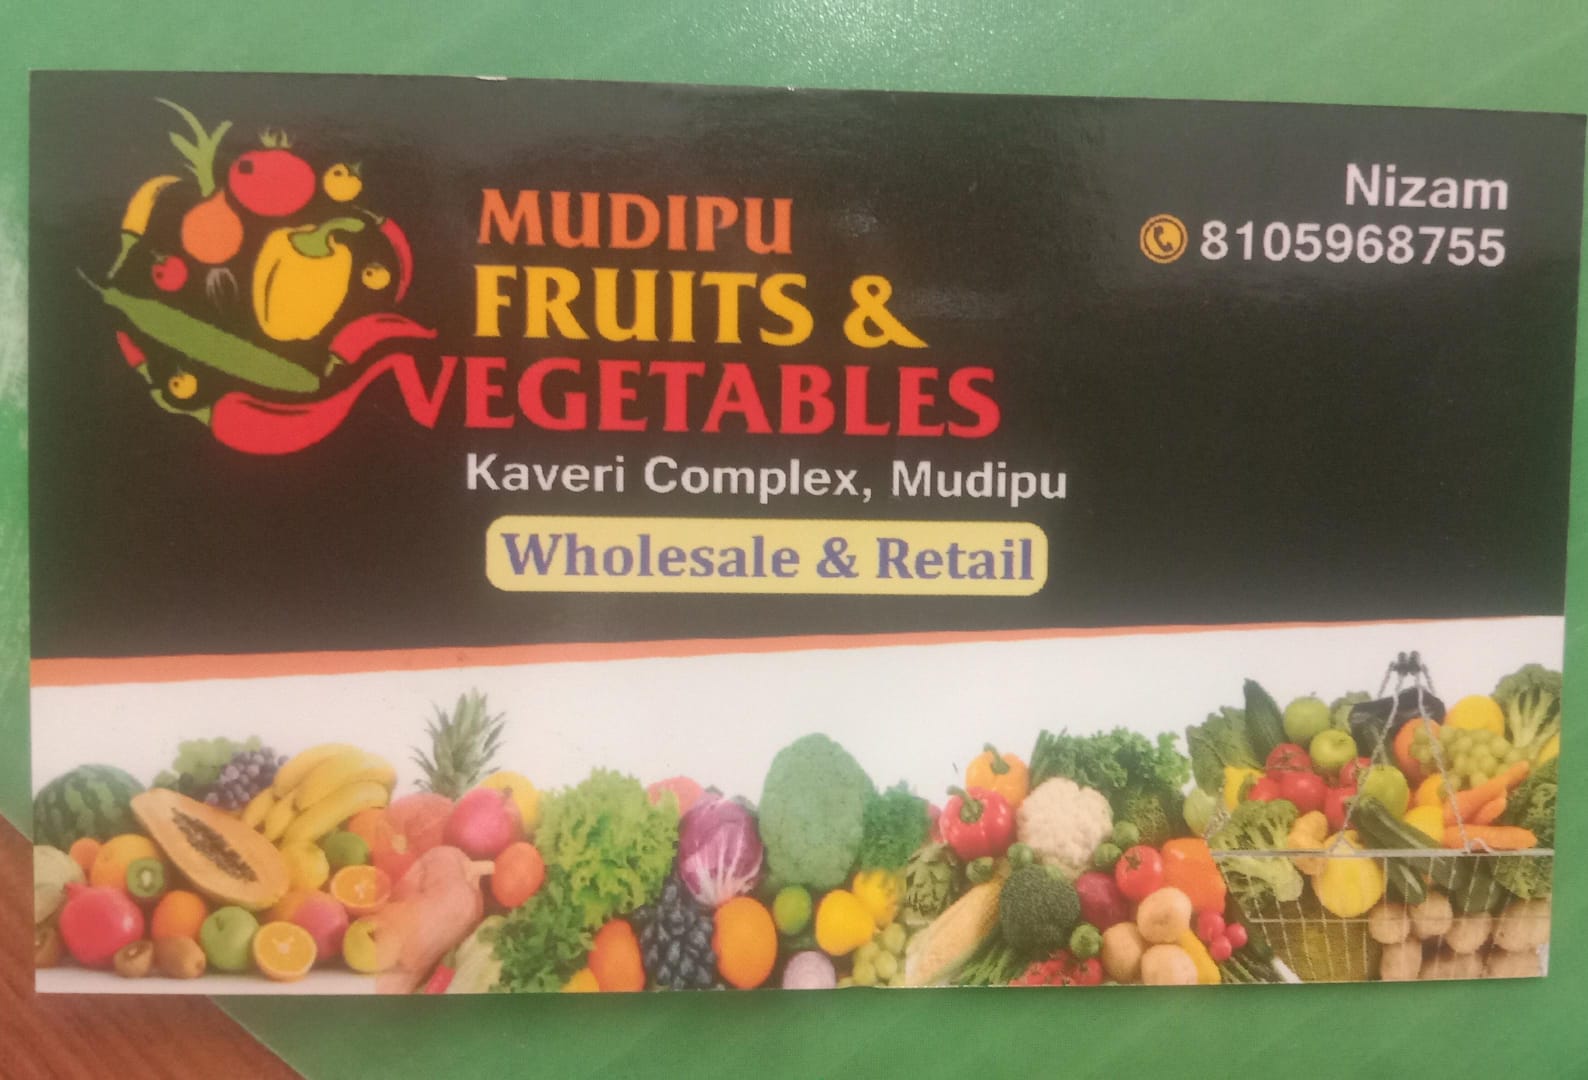 MUDIPU
FRUITS &
VEGETABLES
Kaveri Complex, Mudipu
Wholesale & Retail
Nizam
8105968755